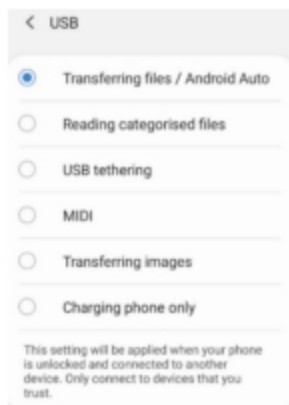 < USB
Transferring files / Android Auto
Reading categorised files
USB tethering
MIDI
Transferring images
Charging phone only
This setting will be applied when your phone
is unlocked and connected to another
device. Only connect to devices that you
trust.